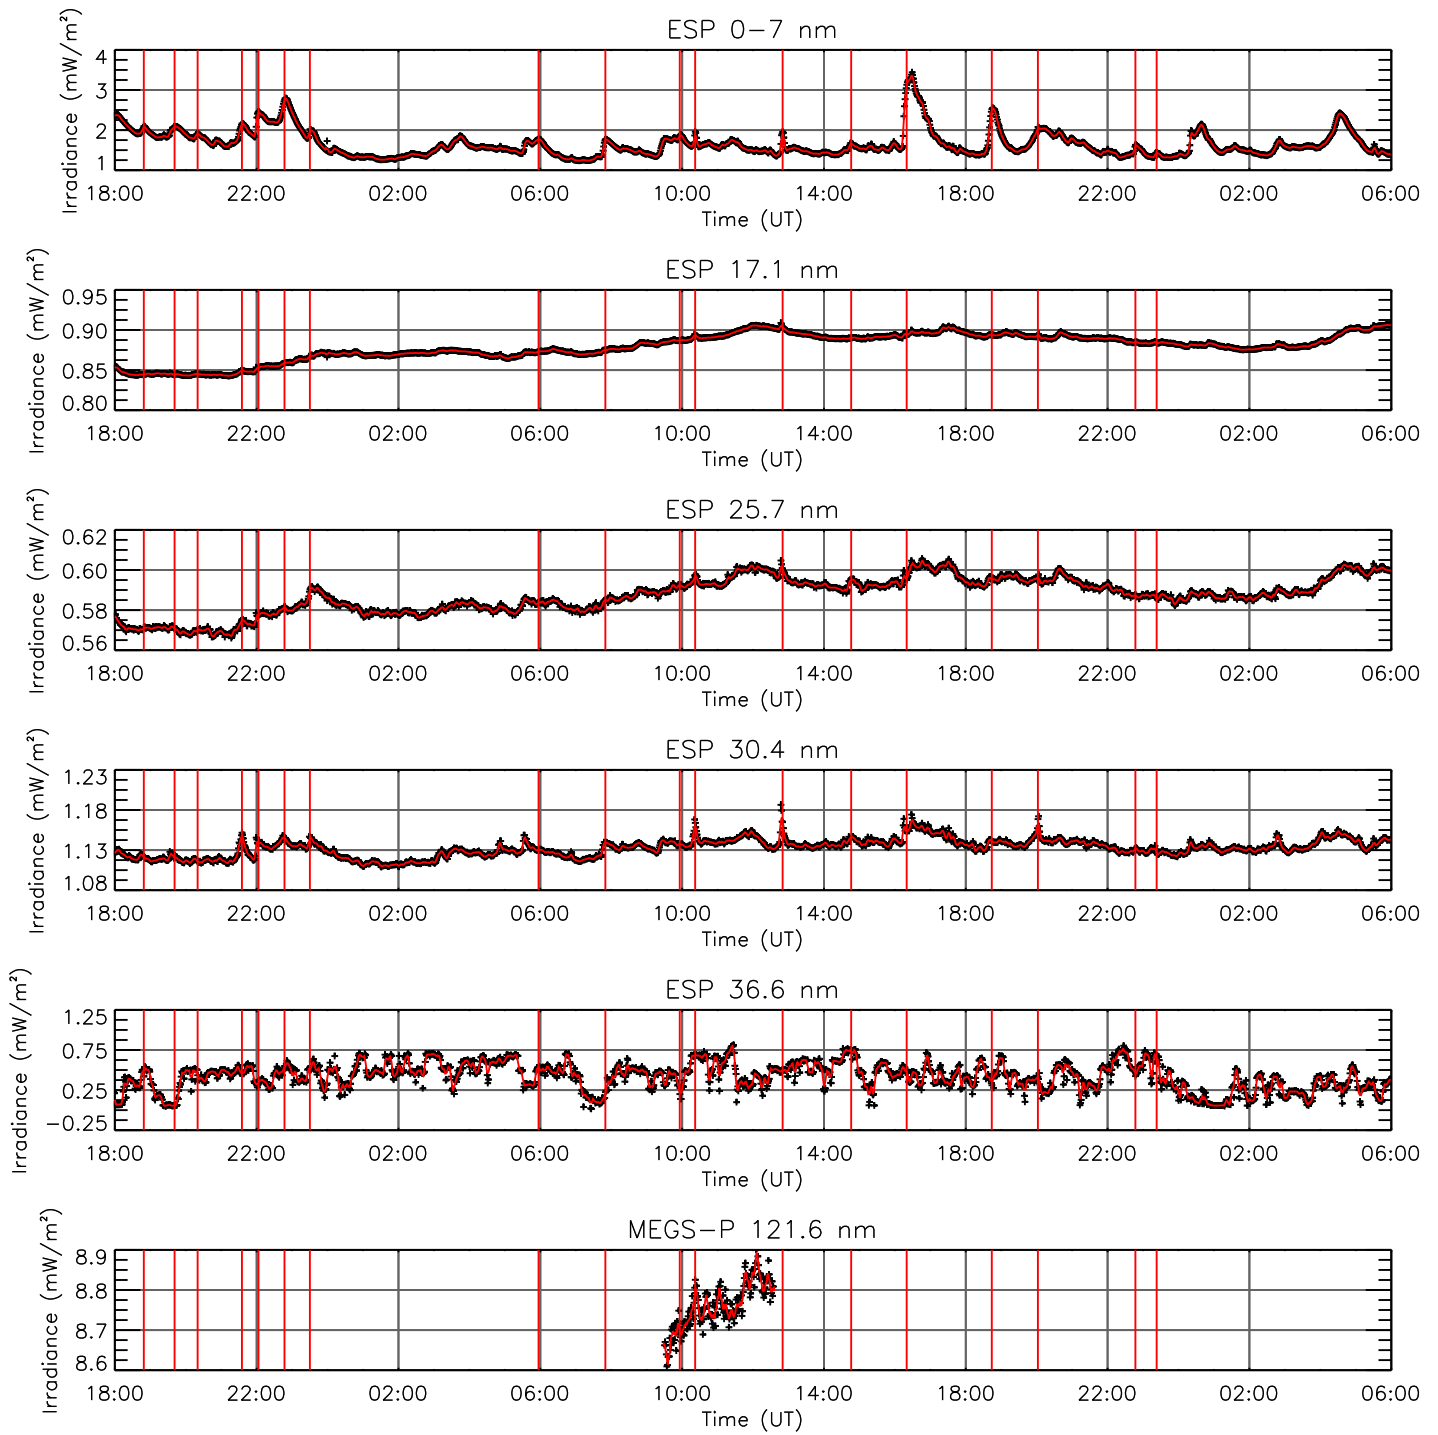 ESP 0−7 nm
Irradiance (mW/m²)
4
3
2
1
18:00 22:00 02:00 06:00 10:00 14:00 18:00 22:00 02:00 06:00
Time (UT)
ESP 17.1 nm
Irradiance (mW/m²)
0.95
0.90
0.85
0.80
18:00 22:00 02:00 06:00 10:00 14:00 18:00 22:00 02:00 06:00
Time (UT)
ESP 25.7 nm
Irradiance (mW/m²)
0.62
0.60
0.58
0.56
18:00 22:00 02:00 06:00 10:00 14:00 18:00 22:00 02:00 06:00
Time (UT)
ESP 30.4 nm
Irradiance (mW/m²)
1.23
1.18
1.13
1.08
18:00 22:00 02:00 06:00 10:00 14:00 18:00 22:00 02:00 06:00
Time (UT)
ESP 36.6 nm
Irradiance (mW/m²)
1.25
0.75
0.25
−0.25
18:00 22:00 02:00 06:00 10:00 14:00 18:00 22:00 02:00 06:00
Time (UT)
MEGS−P 121.6 nm
Irradiance (mW/m²)
8.9
8.8
8.7
8.6
18:00 22:00 02:00 06:00 10:00 14:00 18:00 22:00 02:00 06:00
Time (UT)